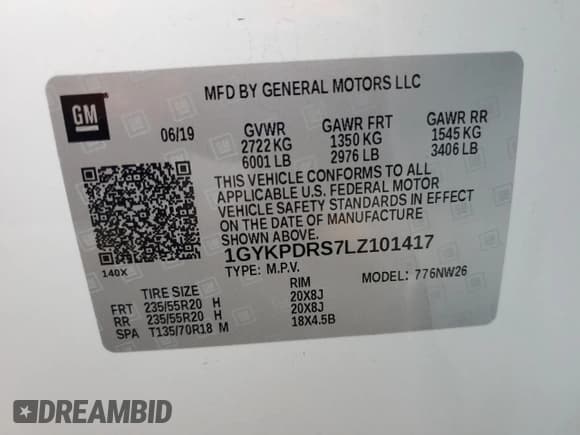 GM
MFD BY GENERAL MOTORS LLC
06/19 GVWR GAWR FRT GAWR RR
2722 KG 1350 KG 1545 KG
6001 LB 2976 LB 3406 LB
THIS VEHICLE CONFORMS TO ALL
APPLICABLE U.S. FEDERAL MOTOR
VEHICLE SAFETY STANDARDS IN EFFECT
ON THE DATE OF MANUFACTURE
SHOWN ABOVE.
1GYKPDRS7LZ101417
140X TYPE: M.P.V. MODEL: 776NW26
TIRE SIZE RIM
FRT 235/55R20 H 20X8J
RR 235/55R20 H 20X8J
SPA T135/70R18 M 18X4.5B
DREAMBID